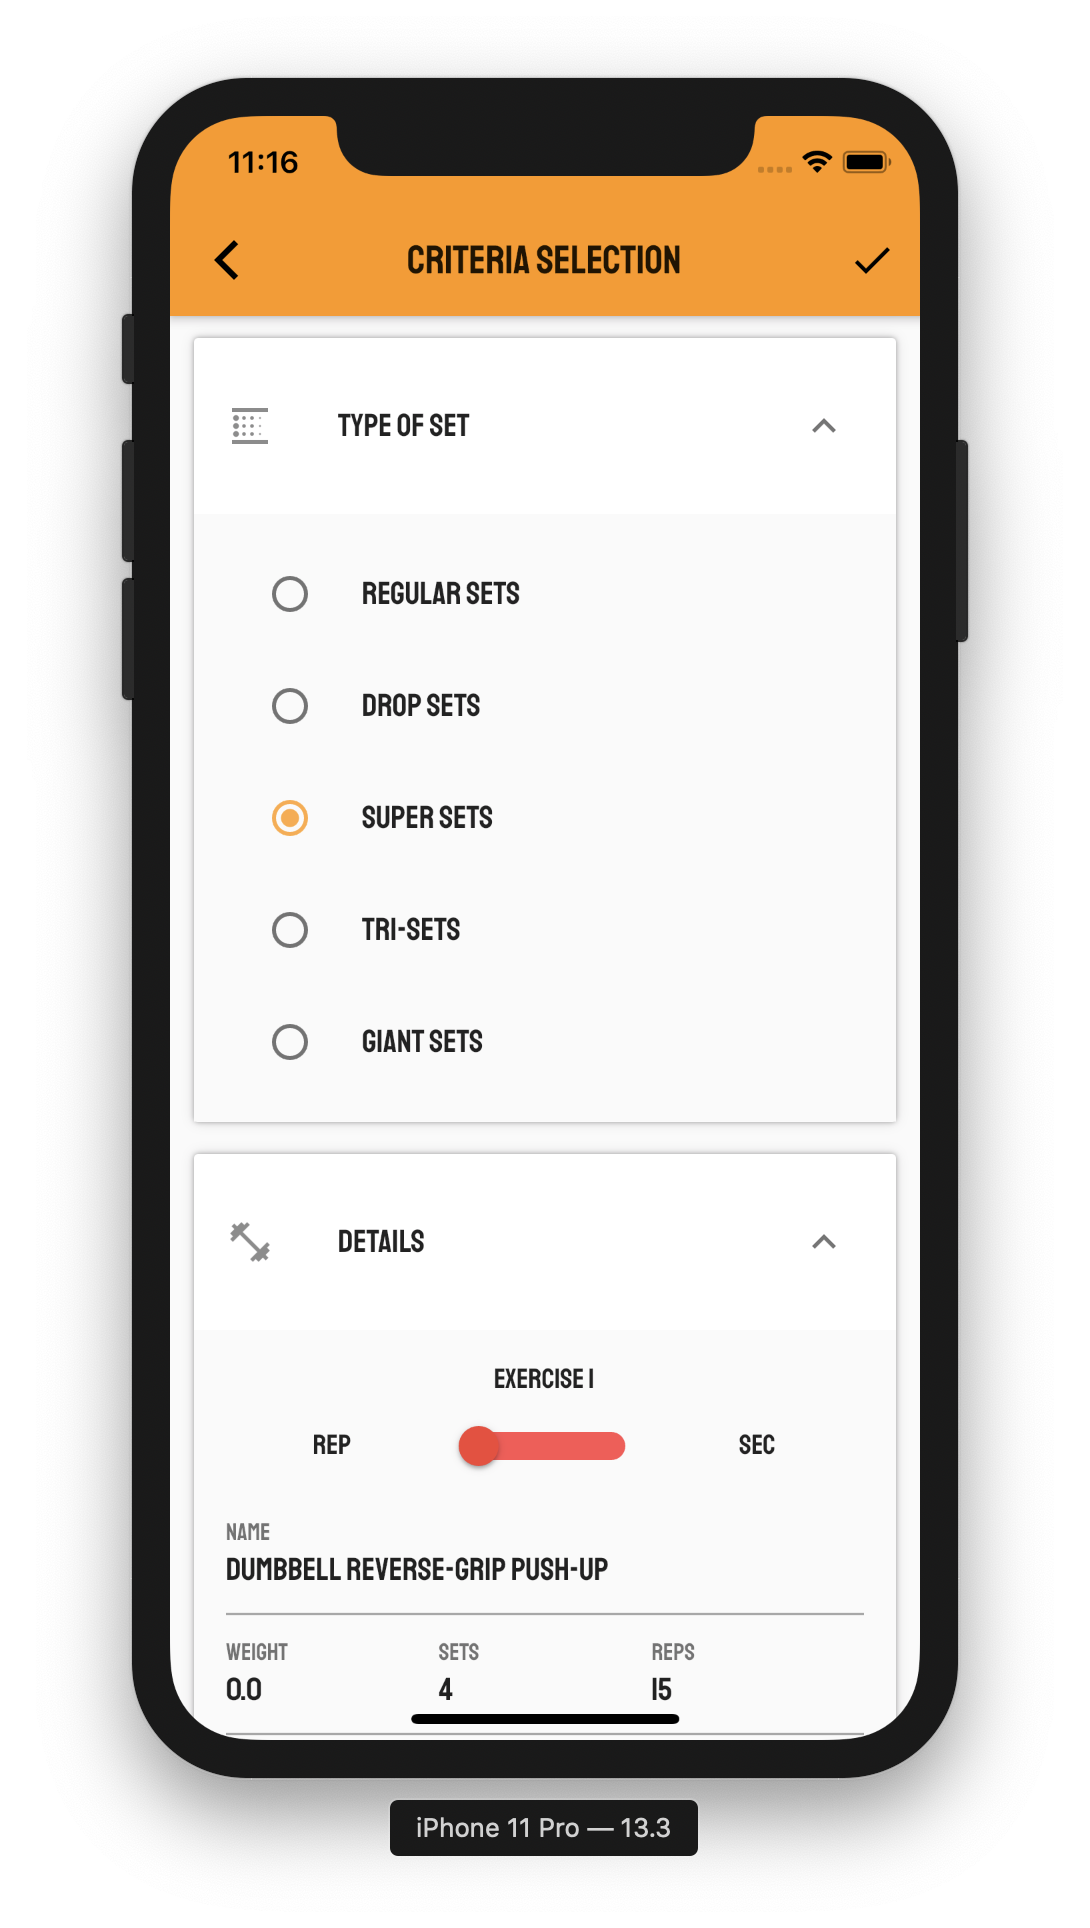 11:16
CRITERIA SELECTION
TYPE OF SET
REGULAR SETS
DROP SETS
SUPER SETS
TRI-SETS
GIANT SETS
DETAILS
EXERCISE 1
REP SEC
NAME
DUMBBELL REVERSE-GRIP PUSH-UP
WEIGHT SETS REPS
0.0 4 15
iPhone 11 Pro — 13.3